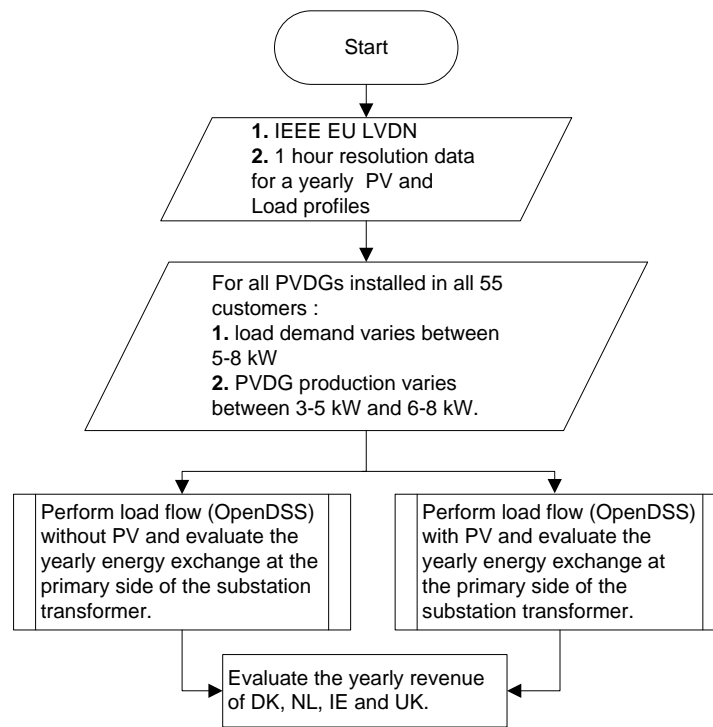 Start
1. IEEE EU LVDN
2. 1 hour resolution data
for a yearly PV and
Load profiles
For all PVDGs installed in all 55
customers :
1. load demand varies between
5-8 kW
2. PVDG production varies
between 3-5 kW and 6-8 kW.
Perform load flow (OpenDSS)
without PV and evaluate the
yearly energy exchange at the
primary side of the substation
transformer.
Perform load flow (OpenDSS)
with PV and evaluate the
yearly energy exchange at
the primary side of the
substation transformer.
Evaluate the yearly revenue
of DK, NL, IE and UK.